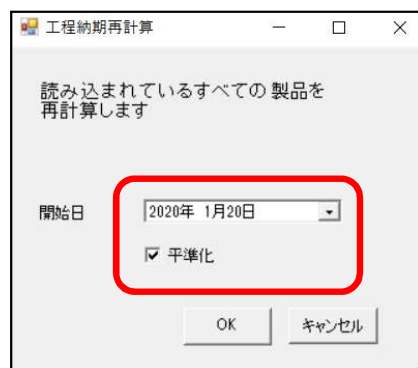 工程納期再計算
読み込まれているすべての製品を
再計算します
開始日
2020年 1月20日
平準化
OK
キャンセル